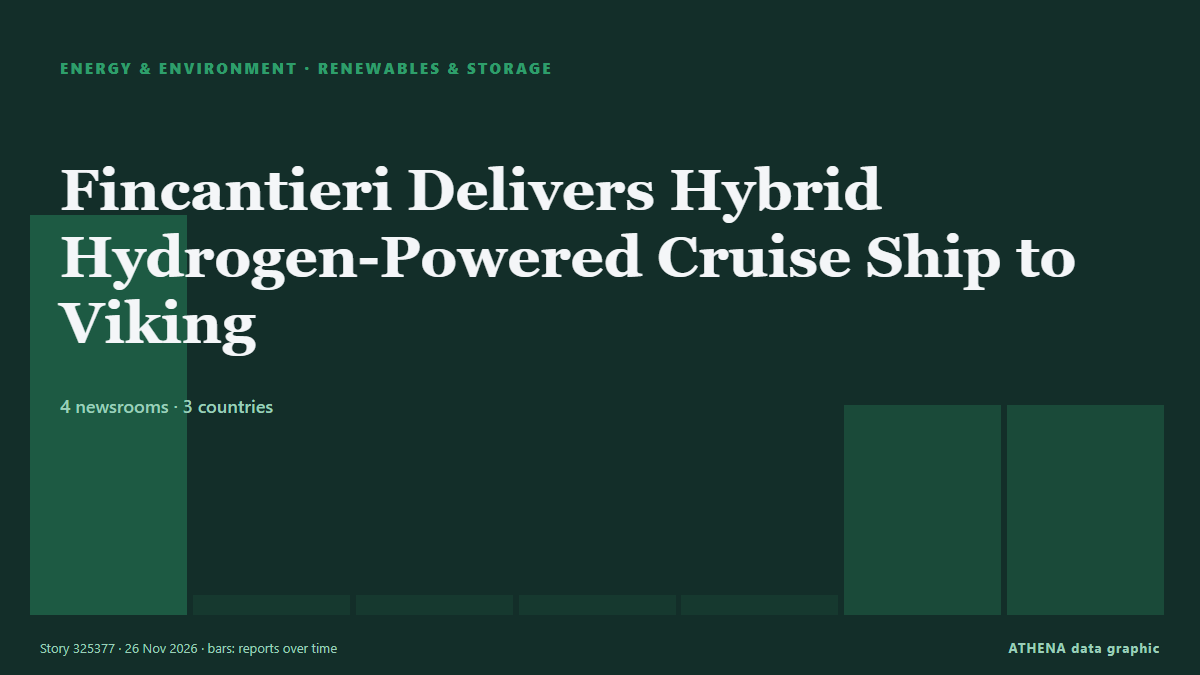 ENERGY & ENVIRONMENT · RENEWABLES & STORAGE
Fincantieri Delivers Hybrid
Hydrogen-Powered Cruise Ship to
Viking
4 newsrooms · 3 countries
Story 325377 · 26 Nov 2026 · bars: reports over time
ATHENA data graphic